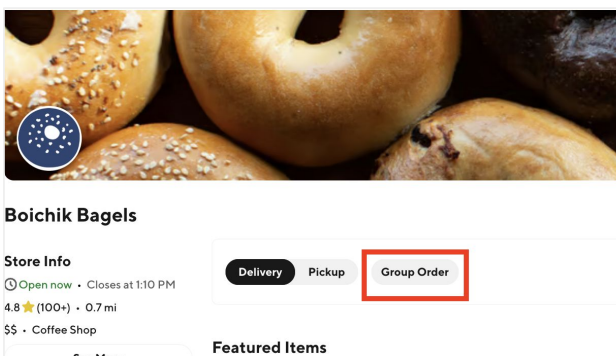 Boichik Bagels
Store Info
Open now • Closes at 1:10 PM
4.8 (100+) • 0.7 mi
$$ • Coffee Shop
Delivery Pickup Group Order
Featured Items